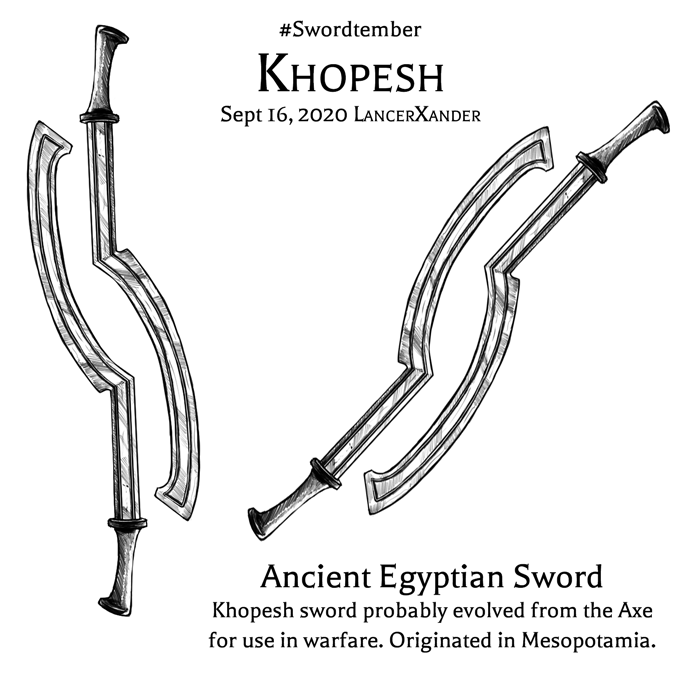 #Swordtember
Khopesh
Sept 16, 2020 LancerXander
Ancient Egyptian Sword
Khopesh sword probably evolved from the Axe
for use in warfare. Originated in Mesopotamia.